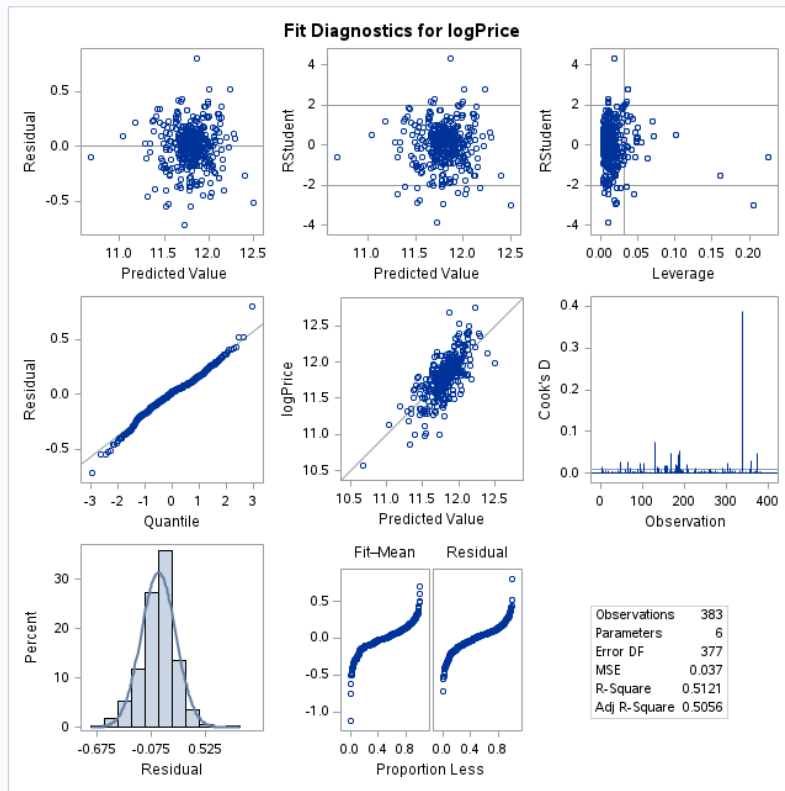 Fit Diagnostics for logPrice
Residual
0.5
0.0
-0.5
11.0 11.5 12.0 12.5
Predicted Value
RStudent
4
2
0
-2
-4
11.0 11.5 12.0 12.5
Predicted Value
RStudent
4
2
0
-2
-4
0.00 0.05 0.10 0.20
Leverage
Residual
0.5
0.0
-0.5
-3 -2 -1 0 1 2 3
Quantile
logPrice
12.5
12.0
11.5
11.0
10.5
10.5 11.0 11.5 12.0 12.5
Predicted Value
Cook's D
0.4
0.3
0.2
0.1
0.0
0 100 200 300 400
Observation
Percent
30
20
10
0
-0.675 -0.075 0.525
Residual
Fit–Mean Residual
0.5
0.0
-0.5
-1.0
0.0 0.4 0.8 0.0 0.4 0.8
Proportion Less
Observations 383
Parameters 6
Error DF 377
MSE 0.037
R-Square 0.5121
Adj R-Square 0.5056